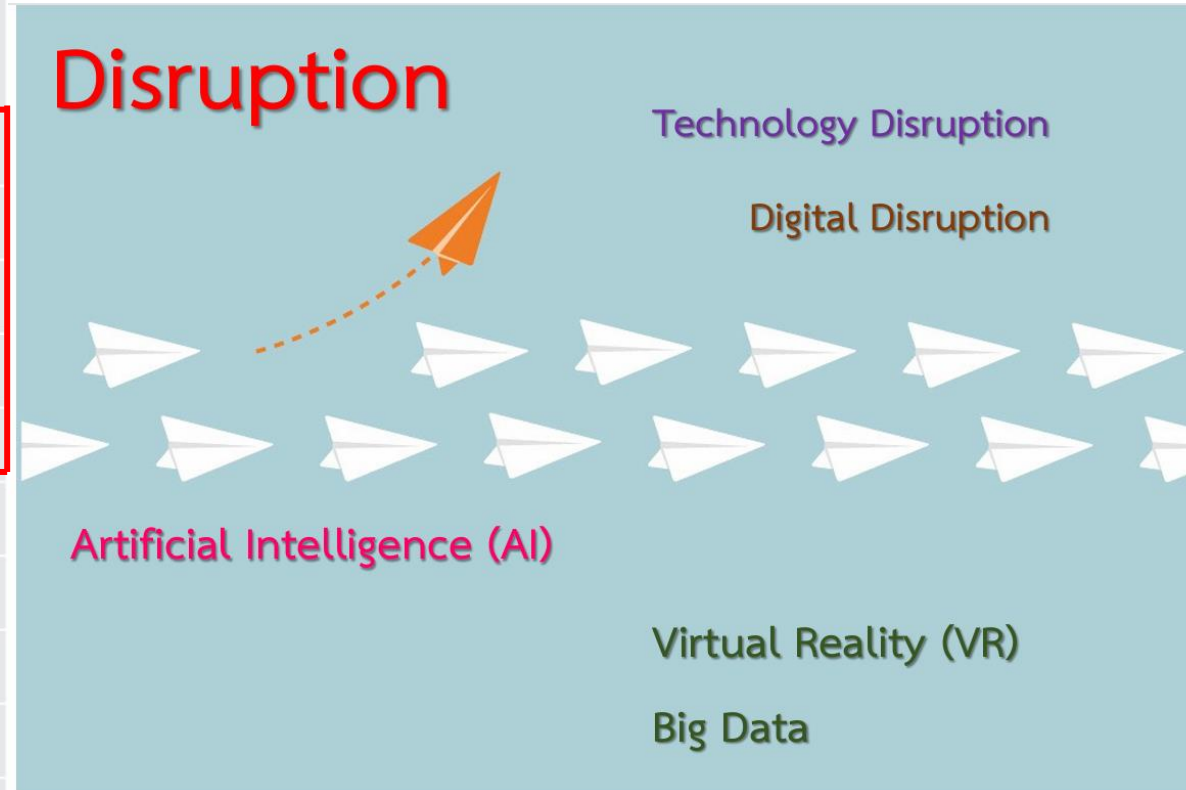 Disruption
Technology Disruption
Digital Disruption
Artificial Intelligence (AI)
Virtual Reality (VR)
Big Data